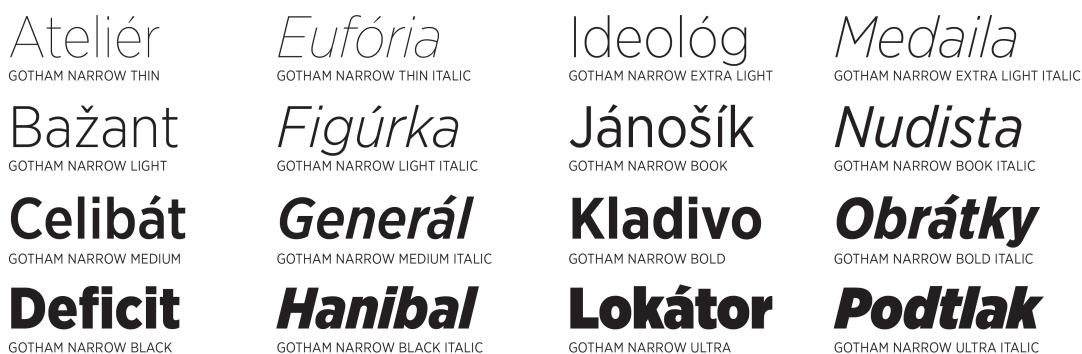 Ateliér Eufória Ideológ Medaila
GOTHAM NARROW THIN GOTHAM NARROW THIN ITALIC GOTHAM NARROW EXTRA LIGHT GOTHAM NARROW EXTRA LIGHT ITALIC
Bažant Figúrka Jánošík Nudista
GOTHAM NARROW LIGHT GOTHAM NARROW LIGHT ITALIC GOTHAM NARROW BOOK GOTHAM NARROW BOOK ITALIC
Celibát Generál Kladivo Obrátky
GOTHAM NARROW MEDIUM GOTHAM NARROW MEDIUM ITALIC GOTHAM NARROW BOLD GOTHAM NARROW BOLD ITALIC
Deficit Hanibal Lokátor Podtlak
GOTHAM NARROW BLACK GOTHAM NARROW BLACK ITALIC GOTHAM NARROW ULTRA GOTHAM NARROW ULTRA ITALIC